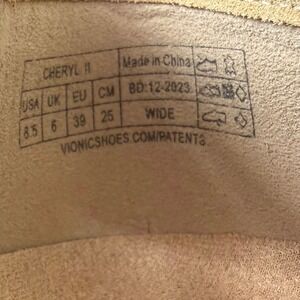 CHERYL II Made in China
USA UK EU CM BD:12-2023
8.5 6 39 25 WIDE
VIONICSHOES.COM/PATENTS